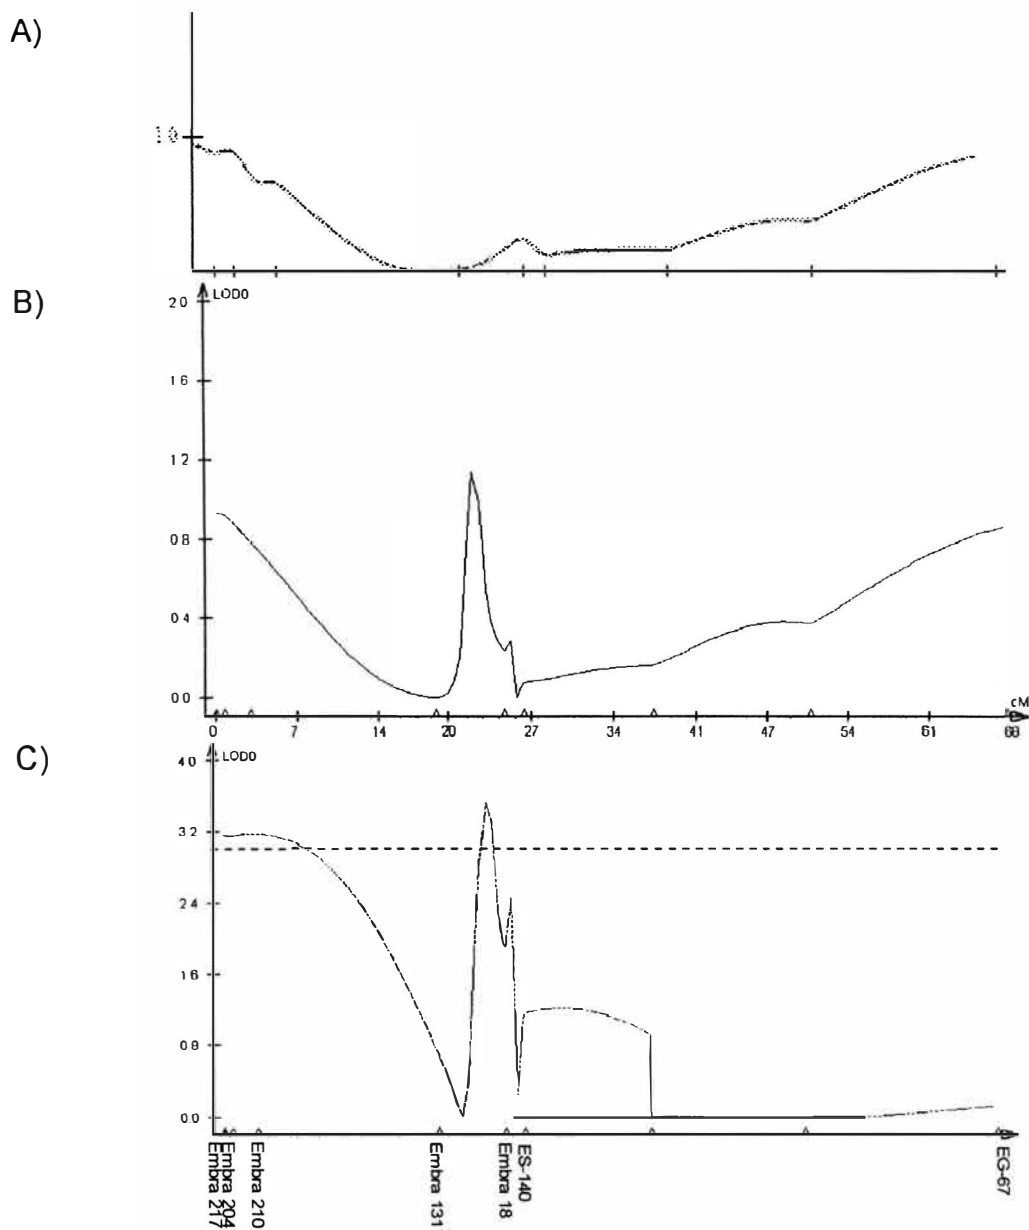 A)
1 0
B)
LOD0
2 0
1 6
1 2
0 8
0 4
0 0
cM
0 7 14 20 27 34 41 47 54 61 68
C)
LOD0
4 0
3 2
2 4
1 6
0 8
0 0
Embra 217
Embra 204
Embra 210
Embra 131
Embra 18
ES-140
EG-67